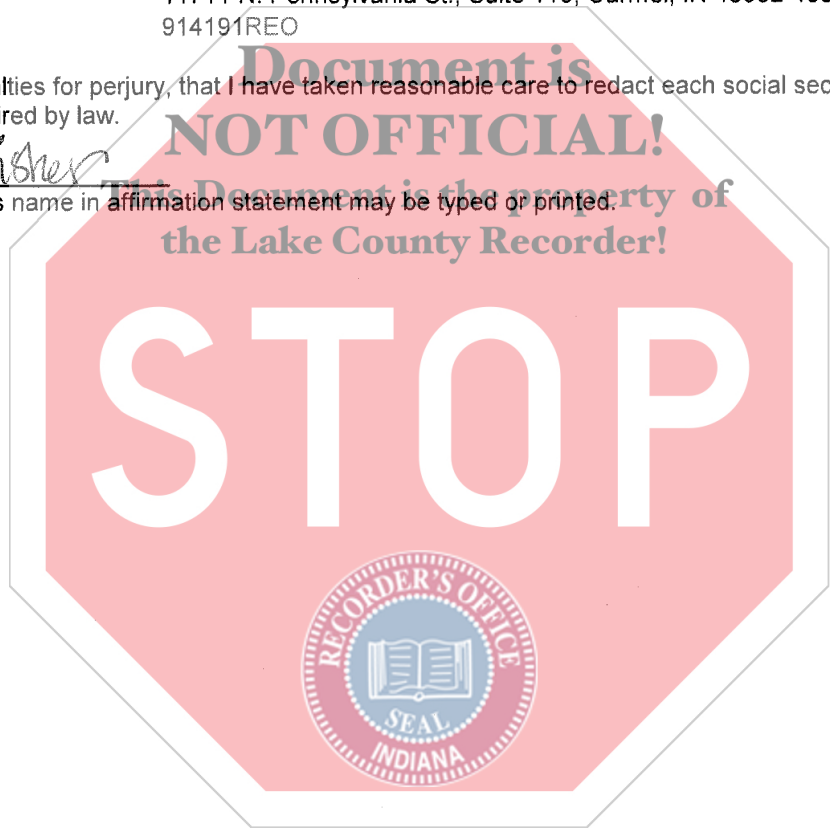 914191REO
Document is
lties for perjury, that I have taken reasonable care to redact each social sec
ired by law.
NOT OFFICIAL!
isher
This Document is the property of
s name in affirmation statement may be typed or printed.
the Lake County Recorder!
STOP
RECORDER'S OFFICE
SEAL
INDIANA